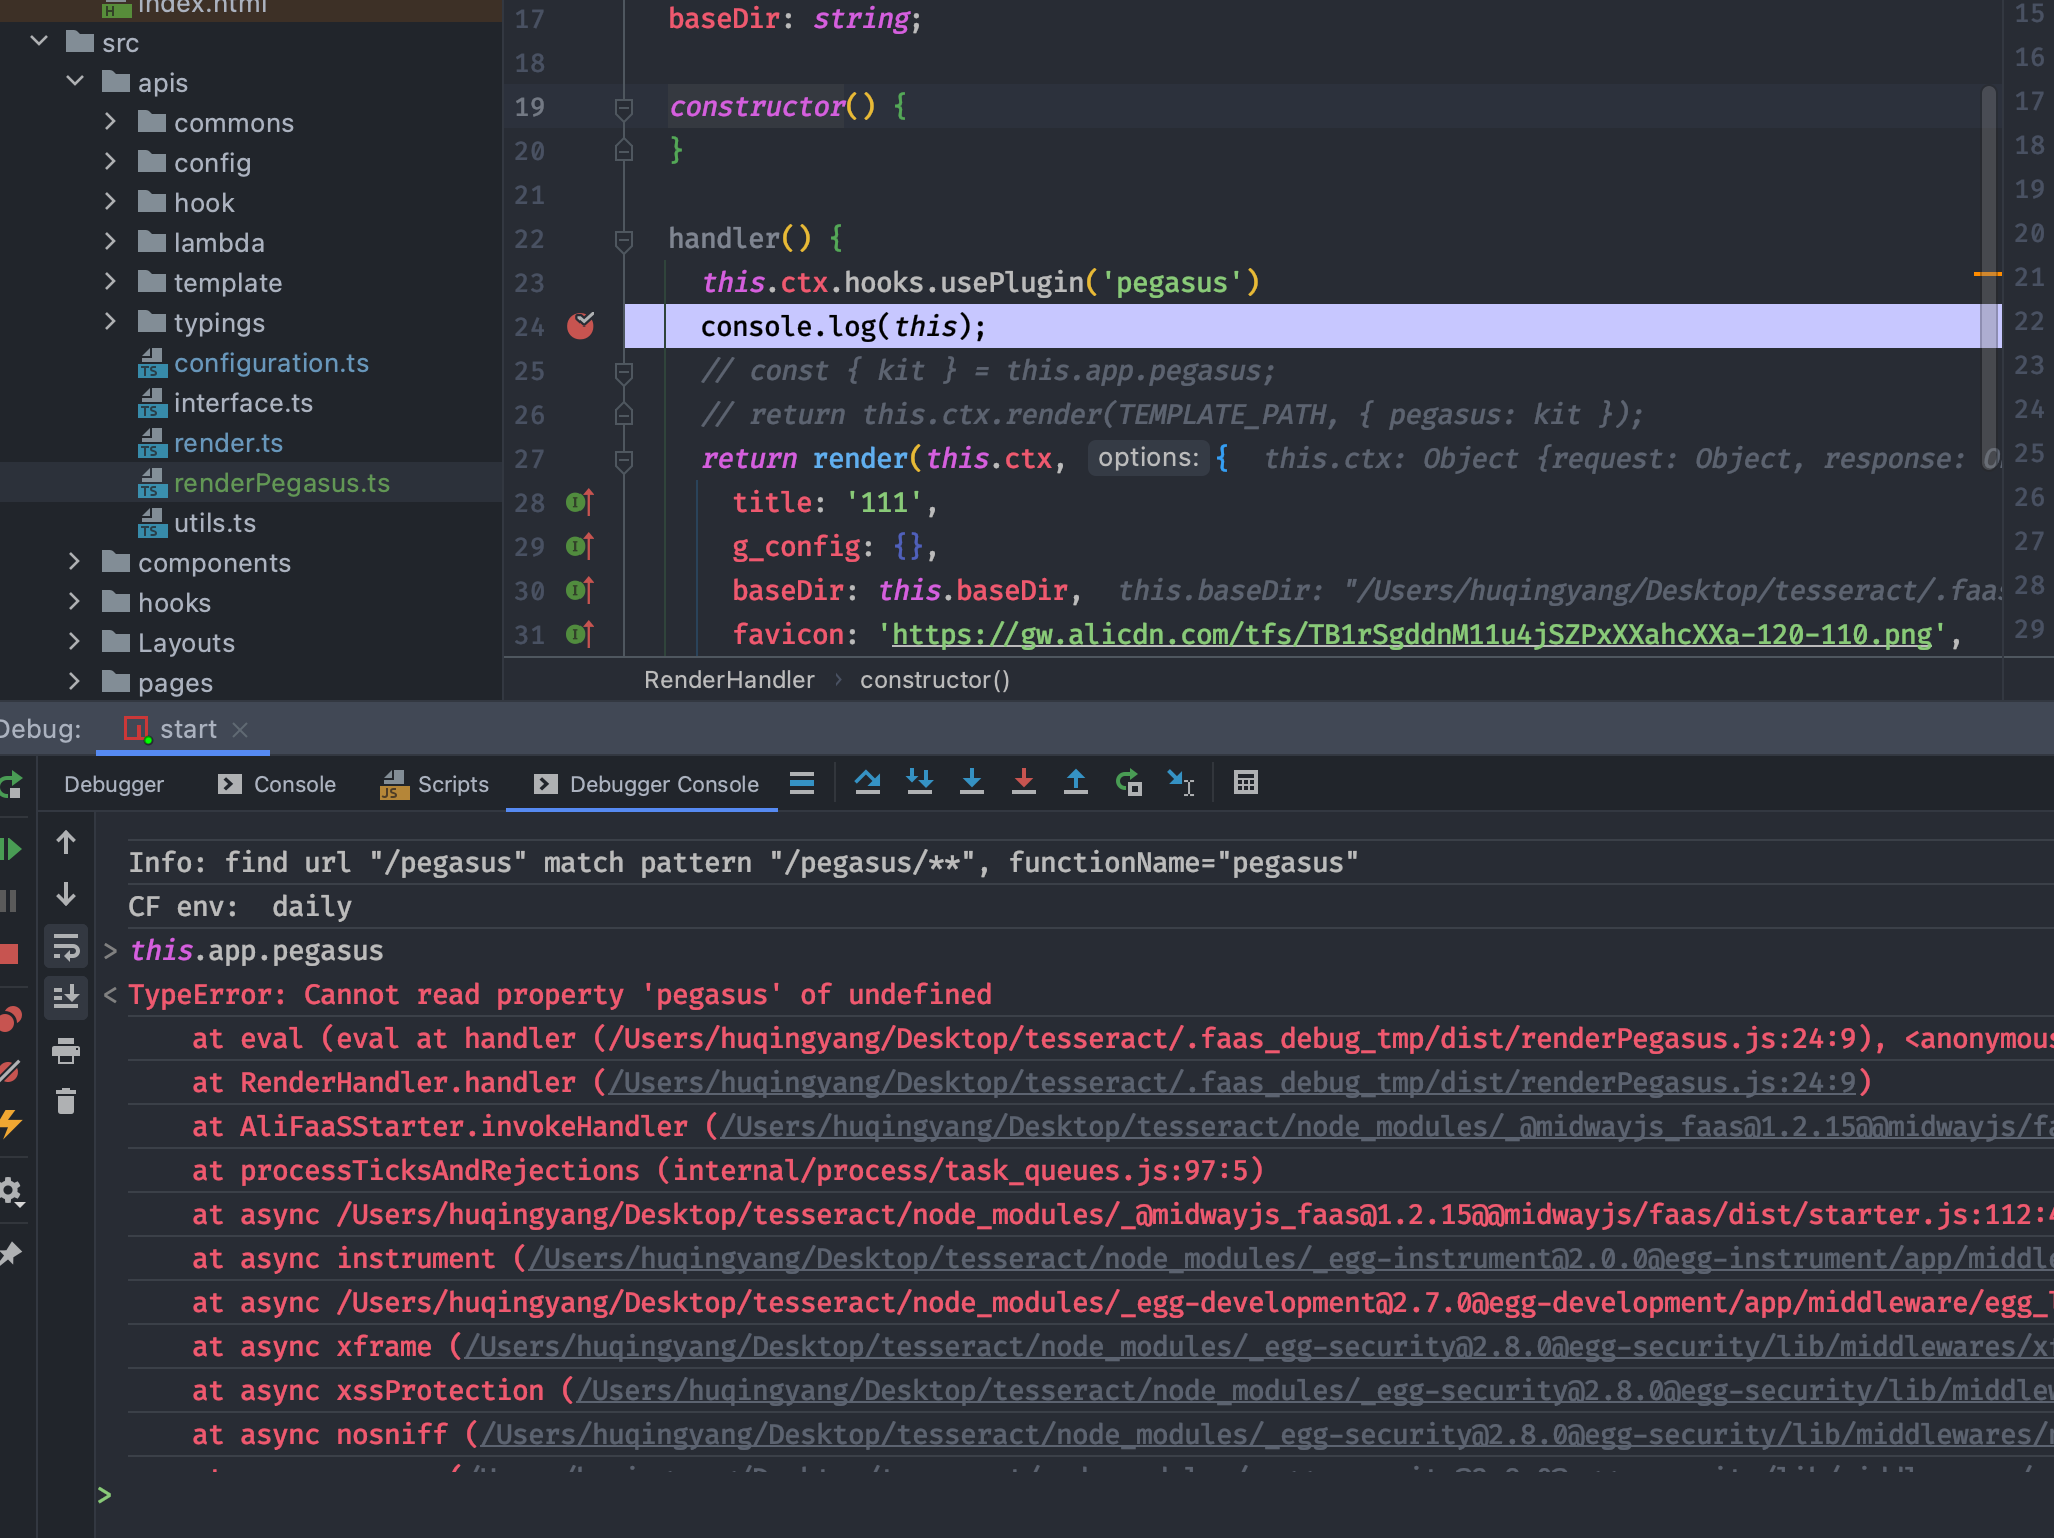 index.html
src
apis
commons
config
hook
lambda
template
typings
TS configuration.ts
TS interface.ts
TS render.ts
TS renderPegasus.ts
TS utils.ts
components
hooks
Layouts
pages
17 baseDir: string;
18
19 constructor() {
20 }
21
22 handler() {
23 this.ctx.hooks.usePlugin('pegasus')
24 console.log(this);
25 // const { kit } = this.app.pegasus;
26 // return this.ctx.render(TEMPLATE_PATH, { pegasus: kit });
27 return render(this.ctx, options: { this.ctx: Object {request: Object, response: O
28 title: '111',
29 g_config: {},
30 baseDir: this.baseDir, this.baseDir: "/Users/huqingyang/Desktop/tesseract/.faas
31 favicon: 'https://gw.alicdn.com/tfs/TB1rSgddnM11u4jSZPxXXahcXXa-120-110.png',
15
16
17
18
19
20
21
22
23
24
25
26
27
28
29
RenderHandler › constructor()
Debug: start
Debugger Console JS Scripts Debugger Console
Info: find url "/pegasus" match pattern "/pegasus/**", functionName="pegasus"
CF env: daily
> this.app.pegasus
< TypeError: Cannot read property 'pegasus' of undefined
at eval (eval at handler (/Users/huqingyang/Desktop/tesseract/.faas_debug_tmp/dist/renderPegasus.js:24:9), <anonymous
at RenderHandler.handler (/Users/huqingyang/Desktop/tesseract/.faas_debug_tmp/dist/renderPegasus.js:24:9)
at AliFaaSStarter.invokeHandler (/Users/huqingyang/Desktop/tesseract/node_modules/_@midwayjs_faas@1.2.15@@midwayjs/fa
at processTicksAndRejections (internal/process/task_queues.js:97:5)
at async /Users/huqingyang/Desktop/tesseract/node_modules/_@midwayjs_faas@1.2.15@@midwayjs/faas/dist/starter.js:112:4
at async instrument (/Users/huqingyang/Desktop/tesseract/node_modules/_egg-instrument@2.0.0@egg-instrument/app/middle
at async /Users/huqingyang/Desktop/tesseract/node_modules/_egg-development@2.7.0@egg-development/app/middleware/egg_l
at async xframe (/Users/huqingyang/Desktop/tesseract/node_modules/_egg-security@2.8.0@egg-security/lib/middlewares/xf
at async xssProtection (/Users/huqingyang/Desktop/tesseract/node_modules/_egg-security@2.8.0@egg-security/lib/middlew
at async nosniff (/Users/huqingyang/Desktop/tesseract/node_modules/_egg-security@2.8.0@egg-security/lib/middlewares/n
>